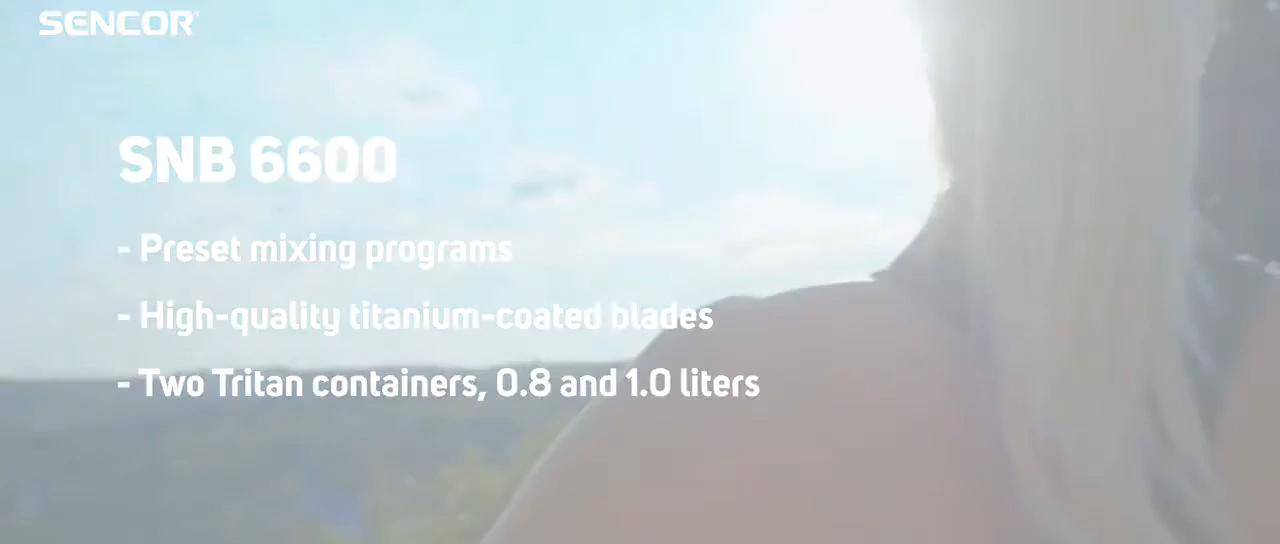 SENCOR
SNB 6600
- Preset mixing programs
- High-quality titanium-coated blades
- Two Tritan containers, 0.8 and 1.0 liters